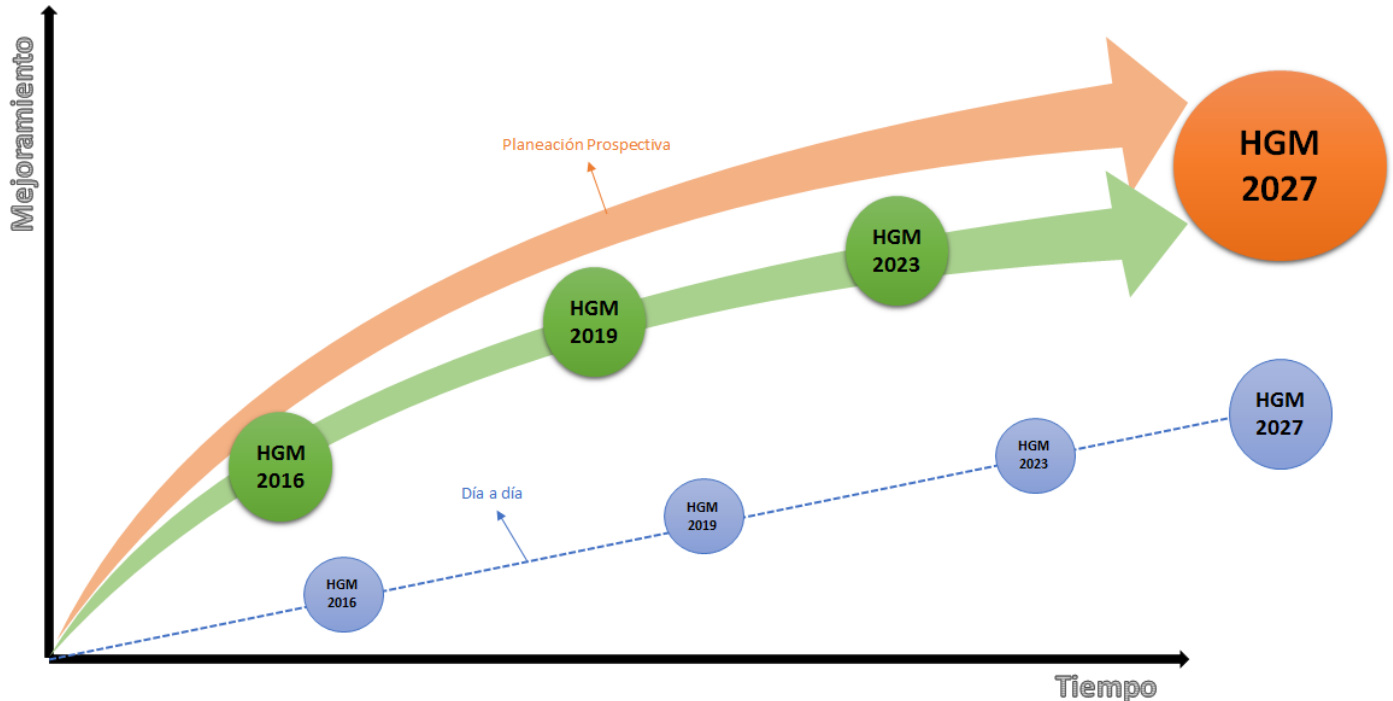 Mejoramiento
Planeación Prospectiva
HGM
2027
HGM
2023
HGM
2019
HGM
2016
Día a día
HGM
2027
HGM
2023
HGM
2019
HGM
2016
Tiempo